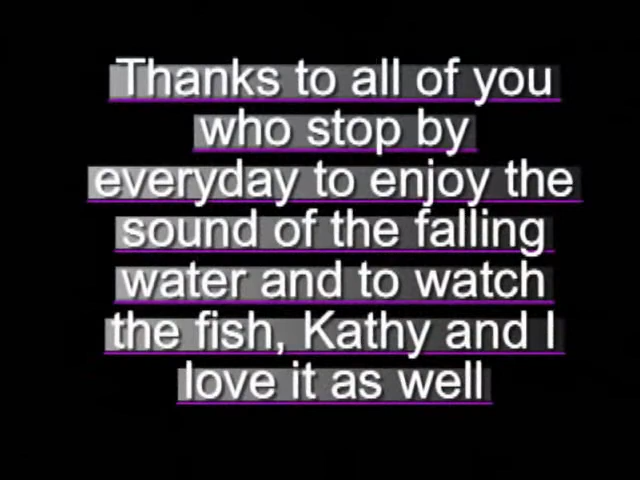 Thanks to all of you
who stop by
everyday to enjoy the
sound of the falling
water and to watch
the fish, Kathy and I
love it as well